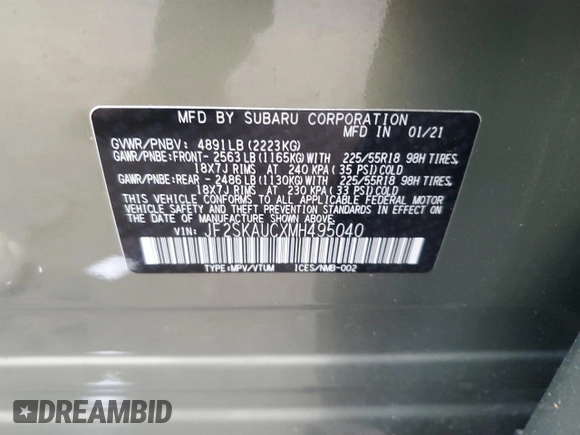 MFD BY SUBARU CORPORATION
MFD IN 01/21
GVWR/PNBV: 4891LB (2223KG)
GAWR/PNBE:FRONT- 2563LB (1165KG) WITH 225/55R18 98H TIRES,
18X7J RIMS AT 240 KPA ( 35 PSI) COLD
GAWR/PNBE:REAR - 2486LB (1130KG) WITH 225/55R18 98H TIRES,
18X7J RIMS AT 230 KPA ( 33 PSI) COLD
THIS VEHICLE CONFORMS TO ALL APPLICABLE FEDERAL MOTOR
VEHICLE SAFETY AND THEFT PREVENTION STANDARDS IN EFFECT
ON THE DATE OF MANUFACTURE SHOWN ABOVE.
VIN: JF2SKAUCXMH495040
TYPE:MPV/VTUM ICES/NMB-002
DREAMBID